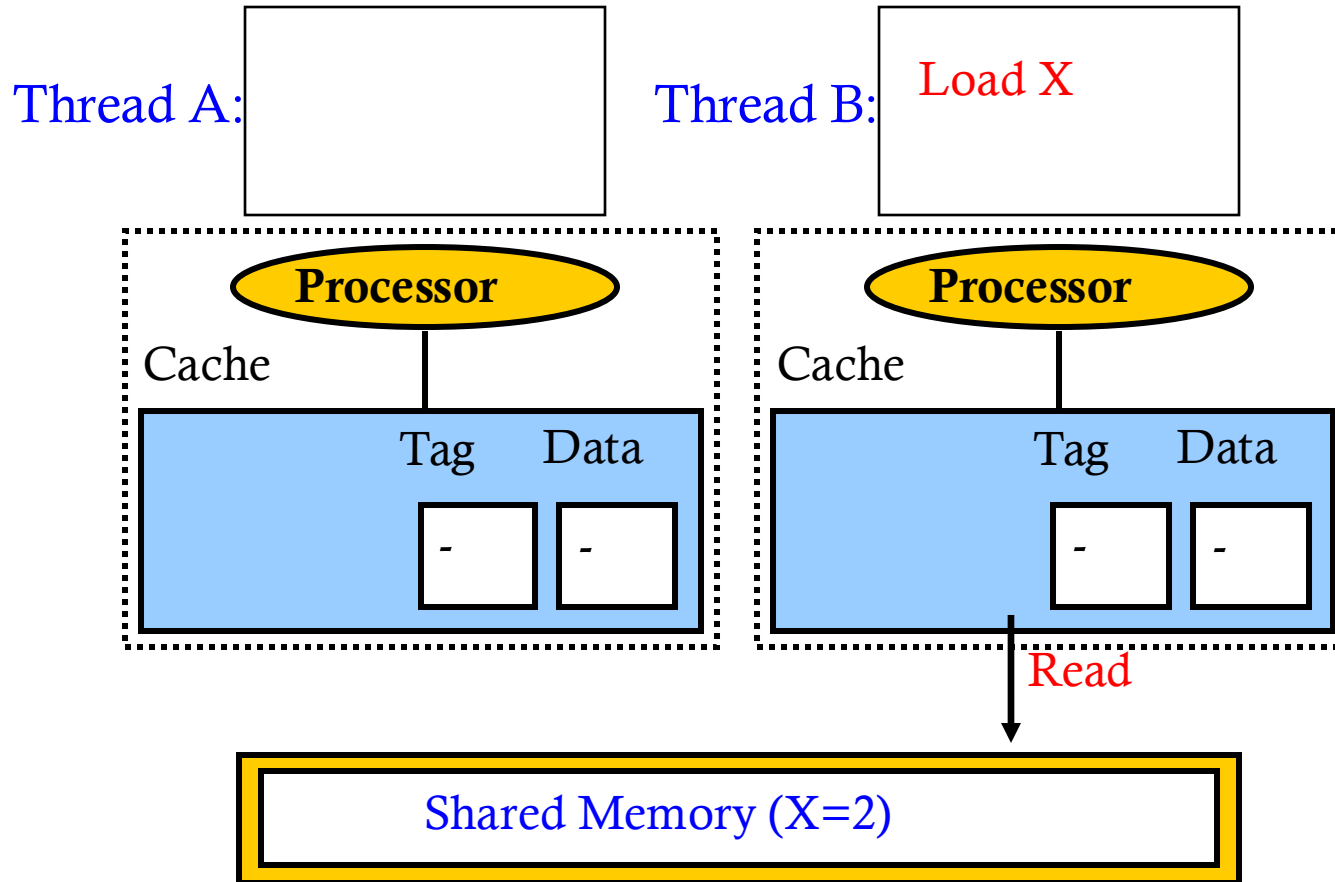 Thread A:
Thread B:
Load X
Processor
Processor
Cache
Cache
Tag Data
Tag Data
- -
- -
Read
Shared Memory (X=2)